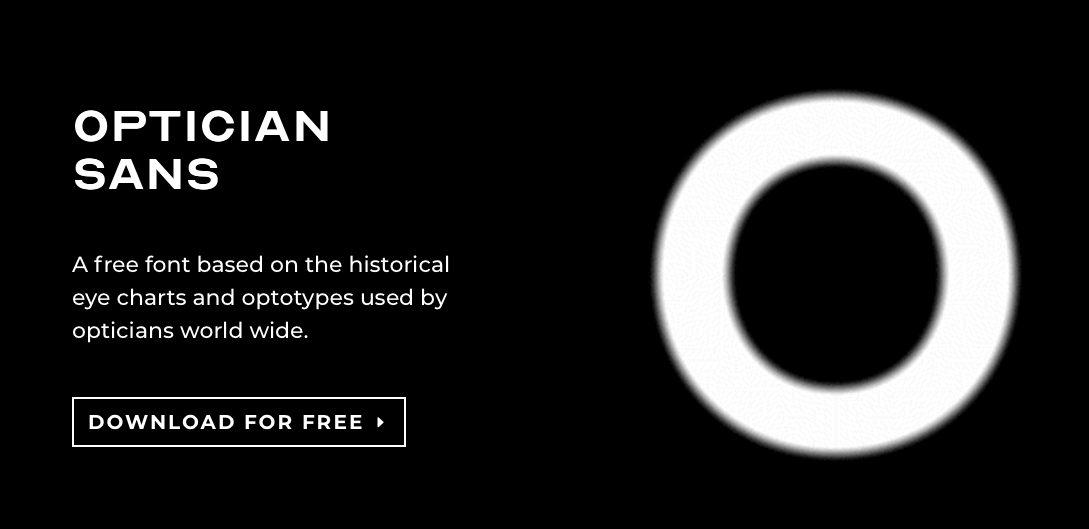 OPTICIAN
SANS
A free font based on the historical
eye charts and optotypes used by
opticians world wide.
DOWNLOAD FOR FREE
O